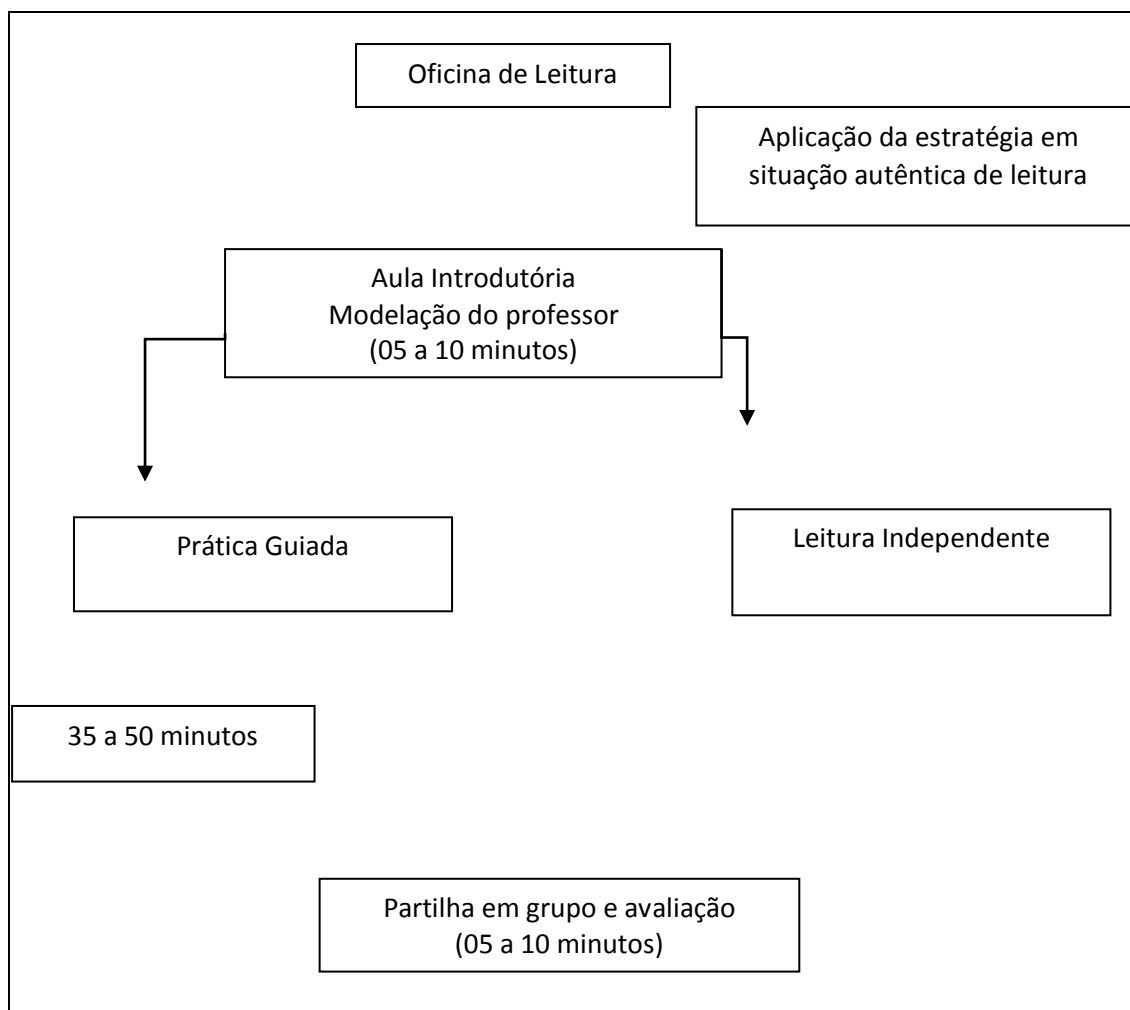 Oficina de Leitura
Aplicação da estratégia em
situação autêntica de leitura
Aula Introdutória
Modelação do professor
(05 a 10 minutos)
Prática Guiada
Leitura Independente
35 a 50 minutos
Partilha em grupo e avaliação
(05 a 10 minutos)